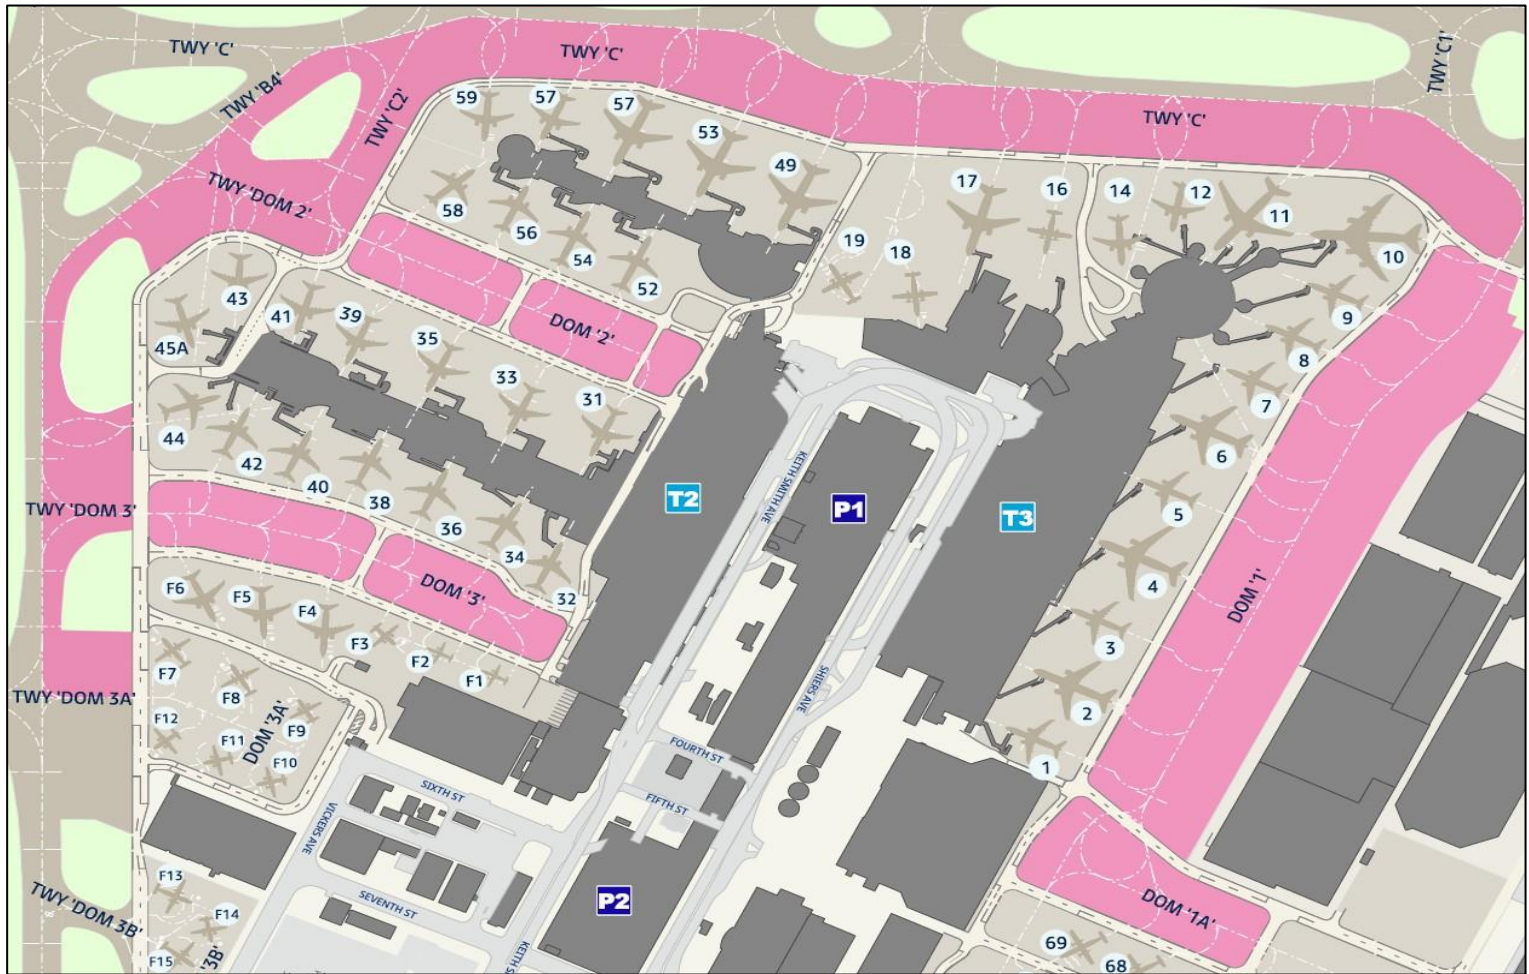 TWY 'C'
TWY 'C'
TWY 'C1'
TWY 'B4'
TWY 'C2'
TWY 'C'
59
57
57
53
49
58
56
54
52
17
16
14
12
11
10
19
18
9
8
7
6
5
4
3
2
1
TWY 'DOM 2'
43
41
39
35
33
31
45A
DOM '2'
44
42
40
38
36
34
32
T2
P1
T3
KEITH SMITH AVE
SHIERS AVE
DOM '1'
TWY 'DOM 3'
DOM '3'
F6
F5
F4
F3
F2
F1
F7
F8
F9
F10
F11
F12
DOM '3A'
TWY 'DOM 3A'
FOURTH ST
FIFTH ST
SIXTH ST
VICKERS AVE
SEVENTH ST
P2
KEITH S
DOM '1A'
69
68
F13
F14
F15
TWY 'DOM 3B'
'3B'